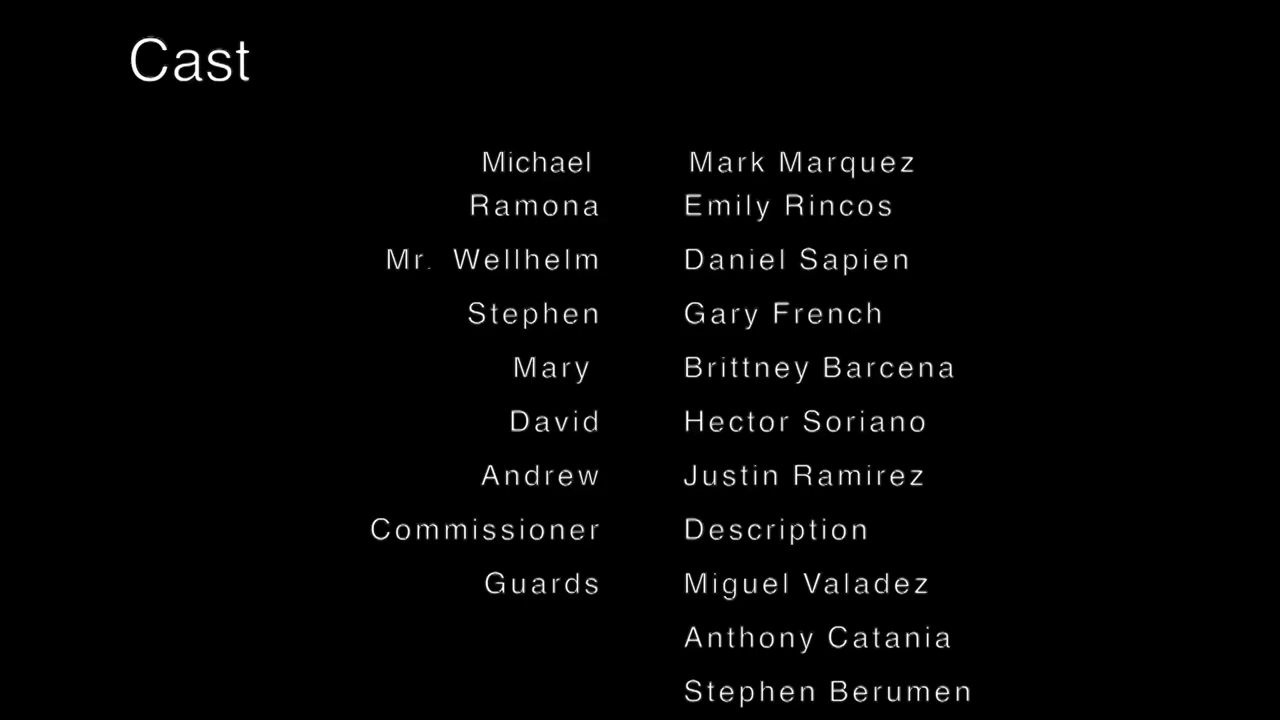 Cast
Michael Mark Marquez
Ramona Emily Rincos
Mr. Wellhelm Daniel Sapien
Stephen Gary French
Mary Brittney Barcena
David Hector Soriano
Andrew Justin Ramirez
Commissioner Description
Guards Miguel Valadez
Anthony Catania
Stephen Berumen